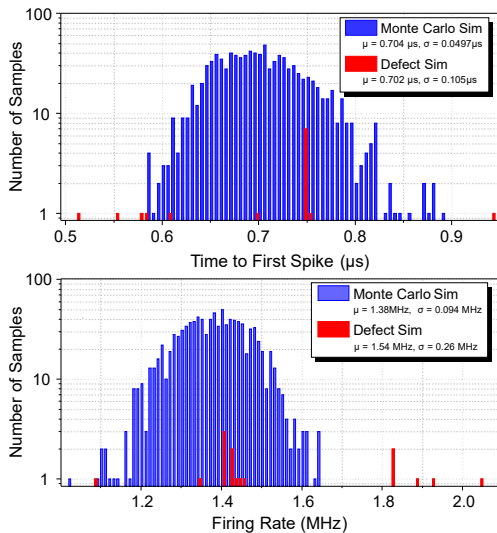 Number of Samples
100
10
1
Monte Carlo Sim
μ = 0.704 μs, σ = 0.0497μs
Defect Sim
μ = 0.702 μs, σ = 0.105μs
0.5 0.6 0.7 0.8 0.9
Time to First Spike (μs)
Number of Samples
100
10
1
Monte Carlo Sim
μ = 1.38MHz, σ = 0.094 MHz
Defect Sim
μ = 1.54 MHz, σ = 0.26 MHz
1.2 1.4 1.6 1.8 2.0
Firing Rate (MHz)